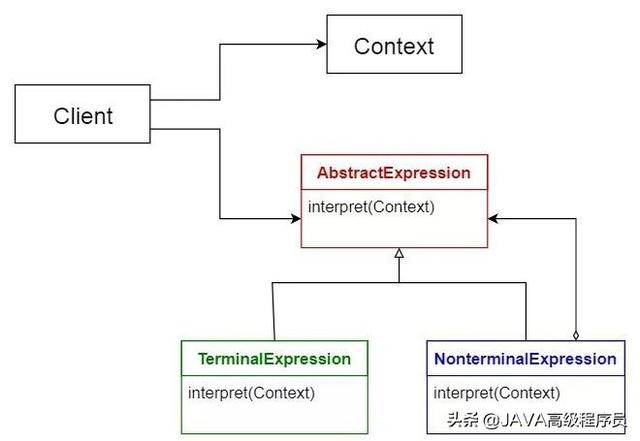 Context
Client
AbstractExpression
interpret(Context)
TerminalExpression
interpret(Context)
NonterminalExpression
interpret(Context)
头条 @JAVA高级程序员